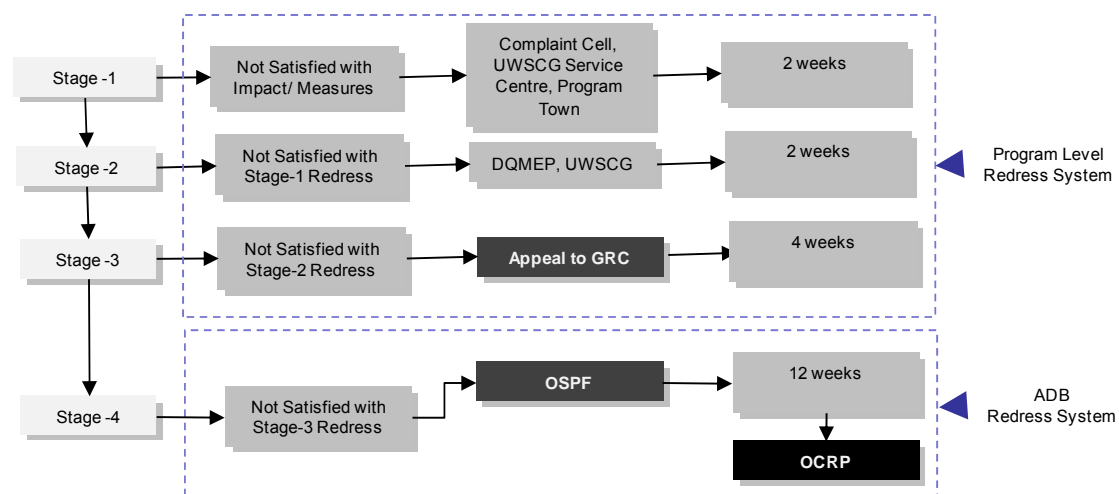 Stage -1
Not Satisfied with
Impact/ Measures
Complaint Cell,
UWSCG Service
Centre, Program
Town
2 weeks
Stage -2
Not Satisfied with
Stage-1 Redress
DQMEP, UWSCG
2 weeks
Program Level
Redress System
Stage -3
Not Satisfied with
Stage-2 Redress
Appeal to GRC
4 weeks
Stage -4
Not Satisfied with
Stage-3 Redress
OSPF
12 weeks
OCRP
ADB
Redress System